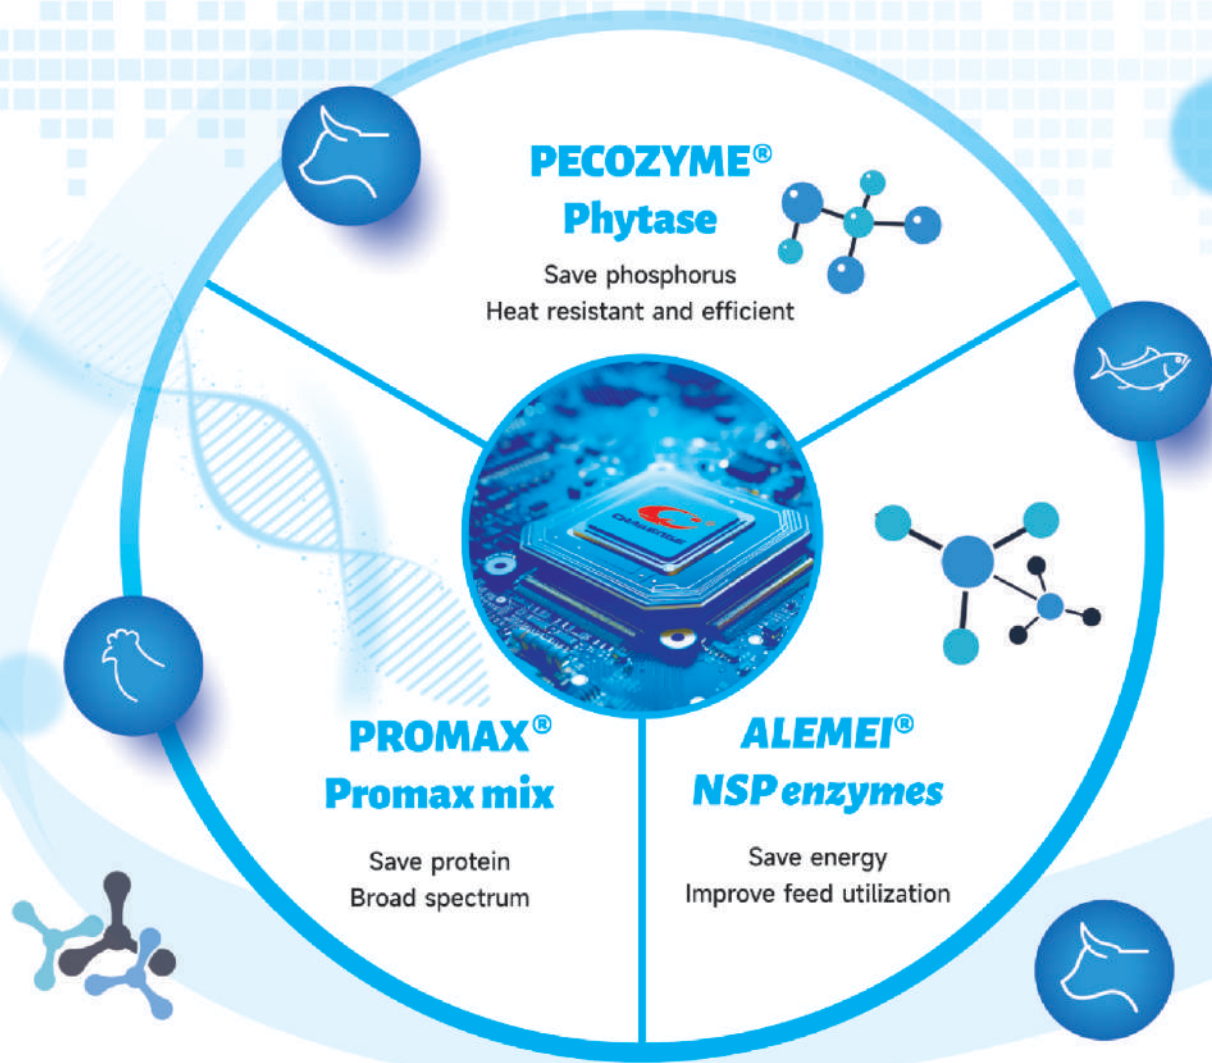 PECOZYME®
Phytase
Save phosphorus
Heat resistant and efficient
CHALLENGE
PROMAX®
Promax mix
Save protein
Broad spectrum
ALEMEI®
NSP enzymes
Save energy
Improve feed utilization